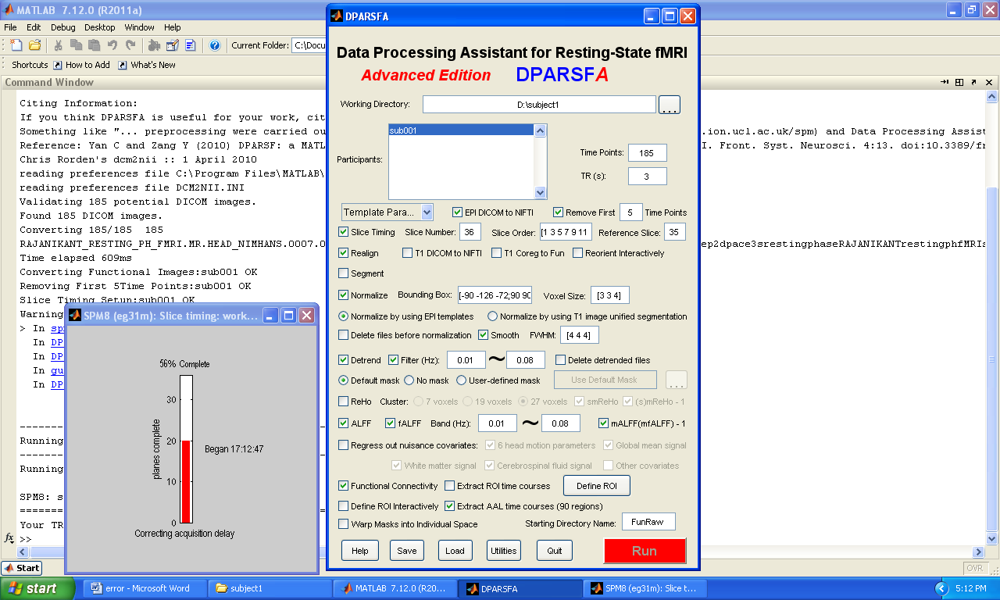 MATLAB 7.12.0 (R2011a)
File Edit Debug Desktop Window Help
Current Folder: C:\Docu
Shortcuts How to Add What's New
Command Window
Citing Information:
If you think DPARSFA is useful for your work, cit
Something like "... preprocessing were carried ou
.ion.ucl.ac.uk/spm) and Data Processing Assist
Reference: Yan C and Zang Y (2010) DPARSF: a MATL
I. Front. Syst. Neurosci. 4:13. doi:10.3389/fn
Chris Rorden's dcm2nii :: 1 April 2010
reading preferences file C:\Program Files\MATLAB\
reading preferences file DCM2NII.INI
Validating 185 potential DICOM images.
Found 185 DICOM images.
Converting 185/185 185
RAJANIKANT_RESTING_PH_FMRI.MR.HEAD_NIMHANS.0007.0
ep2dpace3srestingphaseRAJANIKANTrestingphfMRIs
Time elapsed 609ms
Converting Functional Images:sub001 OK
Removing First 5Time Points:sub001 OK
Slice Timing Setup:sub001 OK
Warning
> In sp
In DP
In DP
In gu
In DP
Running
Running
SPM8: s
Your TR
>>
fx
Start
OVR
SPM8 (eg31m): Slice timing: work...
56% Complete
30
20
10
0
planes complete
Began 17:12:47
Correcting acquisition delay
DPARSFA
Data Processing Assistant for Resting-State fMRI
Advanced Edition DPARSFA
Working Directory: D:\subject1 ...
Participants: sub001
Time Points: 185
TR (s): 3
Template Para... EPI DICOM to NIFTI Remove First 5 Time Points
Slice Timing Slice Number: 36 Slice Order: [1 3 5 7 9 11 Reference Slice: 35
Realign T1 DICOM to NIFTI T1 Coreg to Fun Reorient Interactively
Segment
Normalize Bounding Box: [-90 -126 -72;90 90 Voxel Size: [3 3 4]
Normalize by using EPI templates Normalize by using T1 image unified segmentation
Delete files before normalization Smooth FWHM: [4 4 4]
Detrend Filter (Hz): 0.01 ~ 0.08 Delete detrended files
Default mask No mask User-defined mask Use Default Mask ...
ReHo Cluster: 7 voxels 19 voxels 27 voxels smReHo (s)mReHo - 1
ALFF fALFF Band (Hz): 0.01 ~ 0.08 mALFF(mfALFF) - 1
Regress out nuisance covariates: 6 head motion parameters Global mean signal
White matter signal Cerebrospinal fluid signal Other covariates
Functional Connectivity Extract ROI time courses Define ROI
Define ROI Interactively Extract AAL time courses (90 regions)
Warp Masks into Individual Space Starting Directory Name: FunRaw
Help Save Load Utilities Quit Run
start error - Microsoft Word subject1 MATLAB 7.12.0 (R20... DPARSFA SPM8 (eg31m): Slice t... 5:12 PM